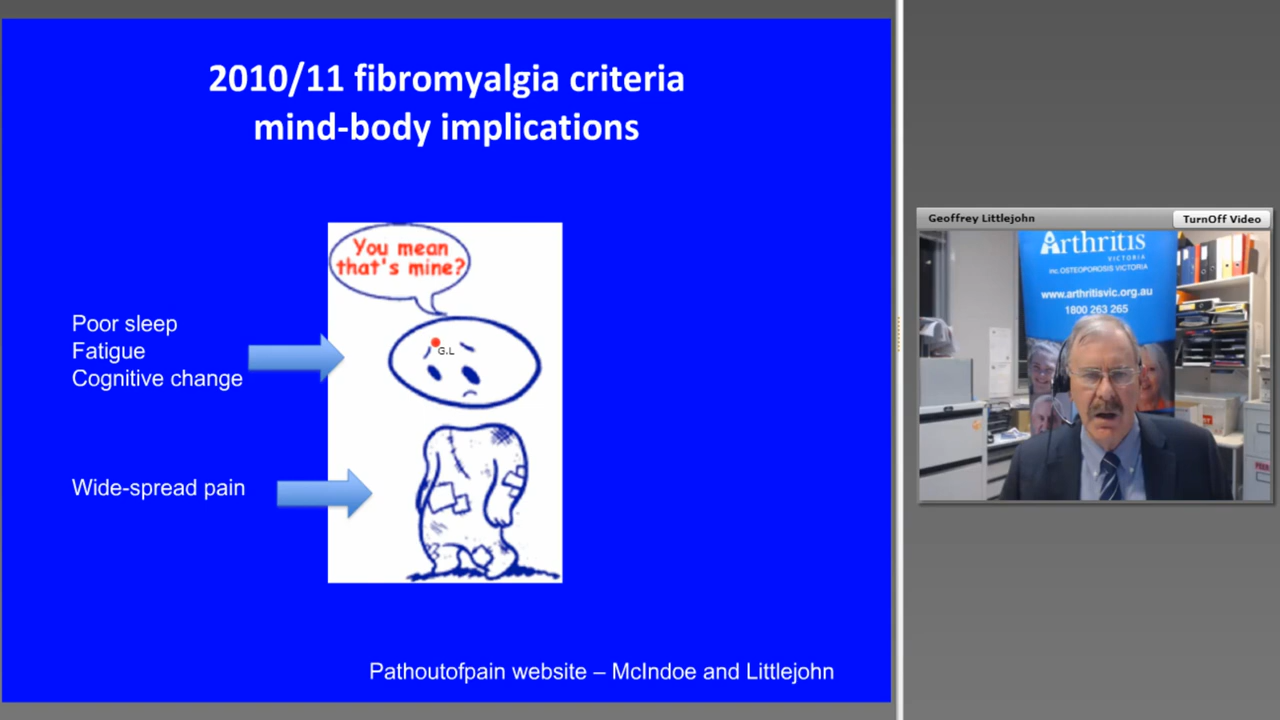 2010/11 fibromyalgia criteria
mind-body implications
You mean
that's mine?
G.L
Poor sleep
Fatigue
Cognitive change
Wide-spread pain
Pathoutofpain website – McIndoe and Littlejohn
Geoffrey Littlejohn
TurnOff Video
Arthritis
VICTORIA
inc. OSTEOPOROSIS VICTORIA
www.arthritisvic.org.au
1800 263 265